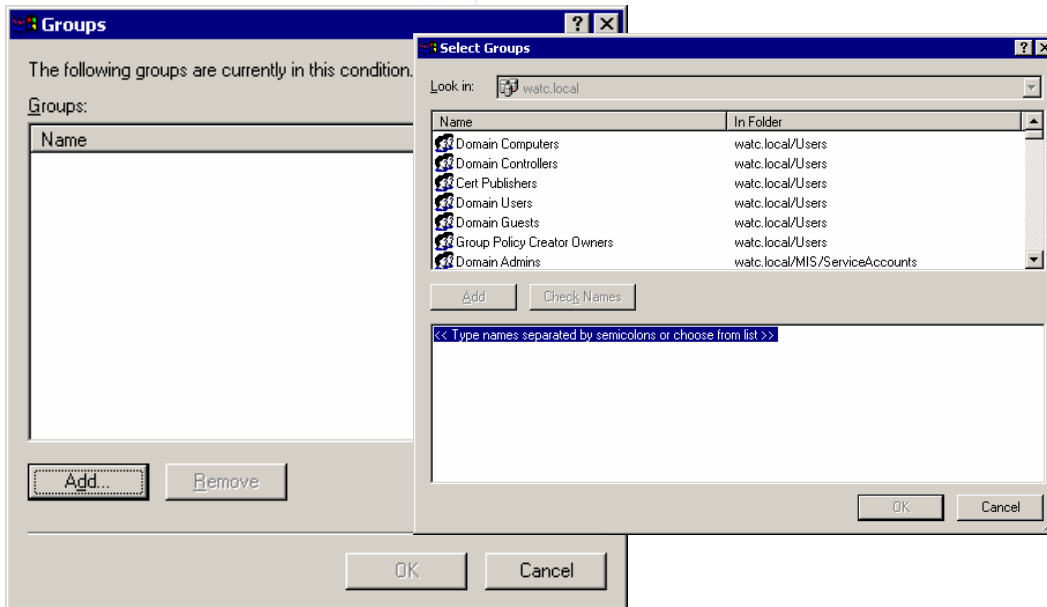 Groups
The following groups are currently in this condition.
Groups:
Name
Add...
Remove
OK
Cancel
Select Groups
Look in:
watc.local
Name In Folder
Domain Computers watc.local/Users
Domain Controllers watc.local/Users
Cert Publishers watc.local/Users
Domain Users watc.local/Users
Domain Guests watc.local/Users
Group Policy Creator Owners watc.local/Users
Domain Admins watc.local/MIS/ServiceAccounts
Add
Check Names
<< Type names separated by semicolons or choose from list >>
OK
Cancel